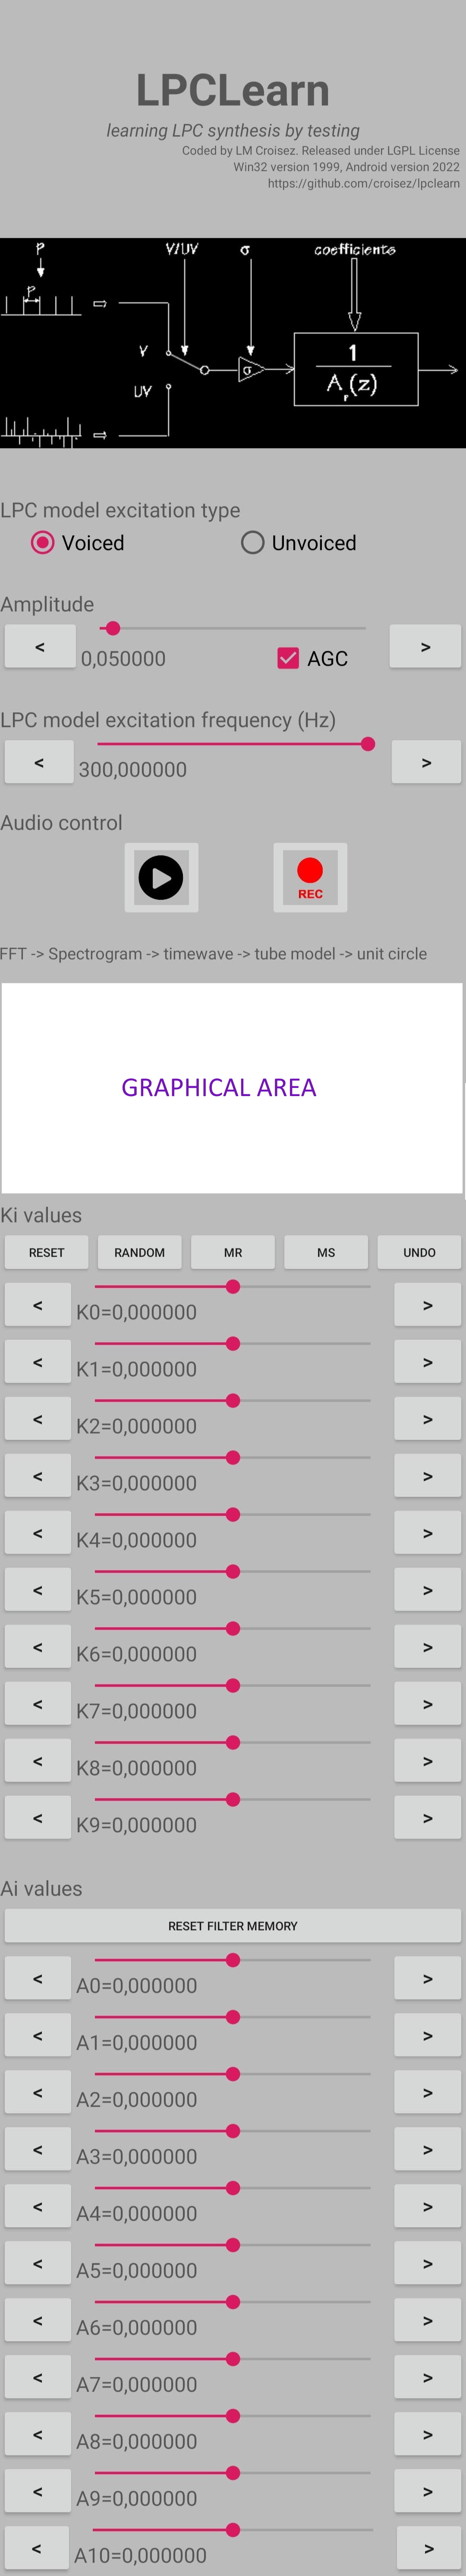 LPCLearn
learning LPC synthesis by testing
Coded by LM Croisez. Released under LGPL License
Win32 version 1999, Android version 2022
https://github.com/croisez/lpclearn
P V/UV σ coefficients
P
V
σ
1
Ar(z)
UV
LPC model excitation type
Voiced Unvoiced
Amplitude
< 0,050000 AGC >
LPC model excitation frequency (Hz)
< 300,000000 >
Audio control
REC
FFT -> Spectrogram -> timewave -> tube model -> unit circle
GRAPHICAL AREA
Ki values
RESET RANDOM MR MS UNDO
< K0=0,000000 >
< K1=0,000000 >
< K2=0,000000 >
< K3=0,000000 >
< K4=0,000000 >
< K5=0,000000 >
< K6=0,000000 >
< K7=0,000000 >
< K8=0,000000 >
< K9=0,000000 >
Ai values
RESET FILTER MEMORY
< A0=0,000000 >
< A1=0,000000 >
< A2=0,000000 >
< A3=0,000000 >
< A4=0,000000 >
< A5=0,000000 >
< A6=0,000000 >
< A7=0,000000 >
< A8=0,000000 >
< A9=0,000000 >
< A10=0,000000 >